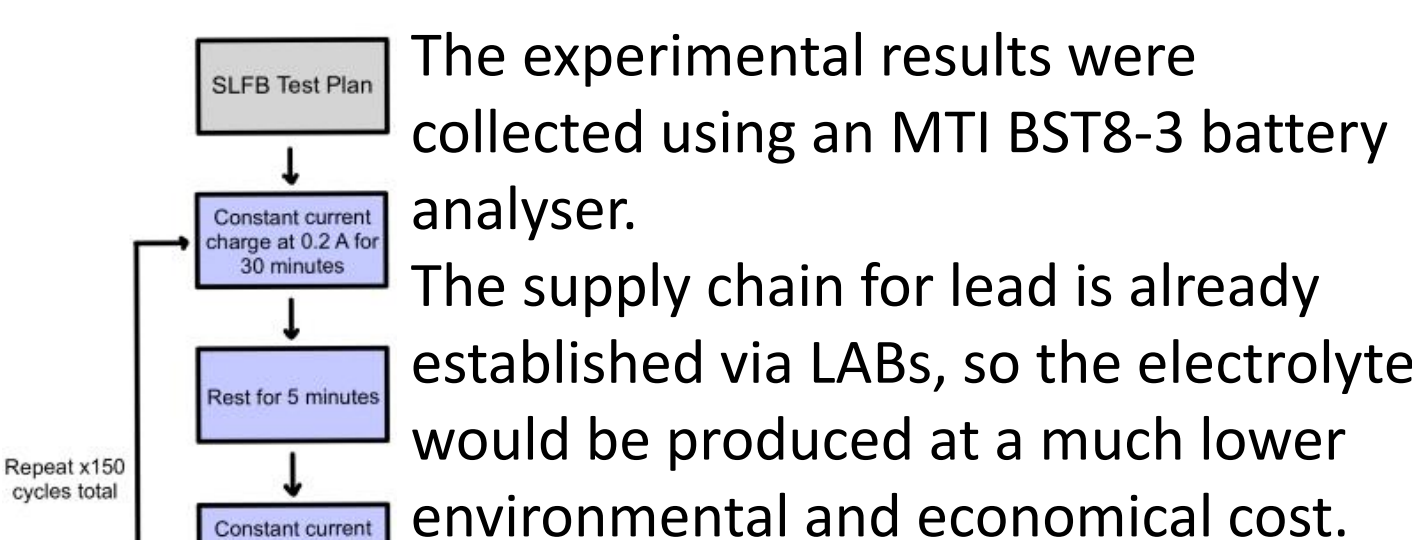 SLFB Test Plan
Constant current
charge at 0.2 A for
30 minutes
Rest for 5 minutes
Repeat x150
cycles total
Constant current
The experimental results were
collected using an MTI BST8-3 battery
analyser.
The supply chain for lead is already
established via LABs, so the electrolyte
would be produced at a much lower
environmental and economical cost.